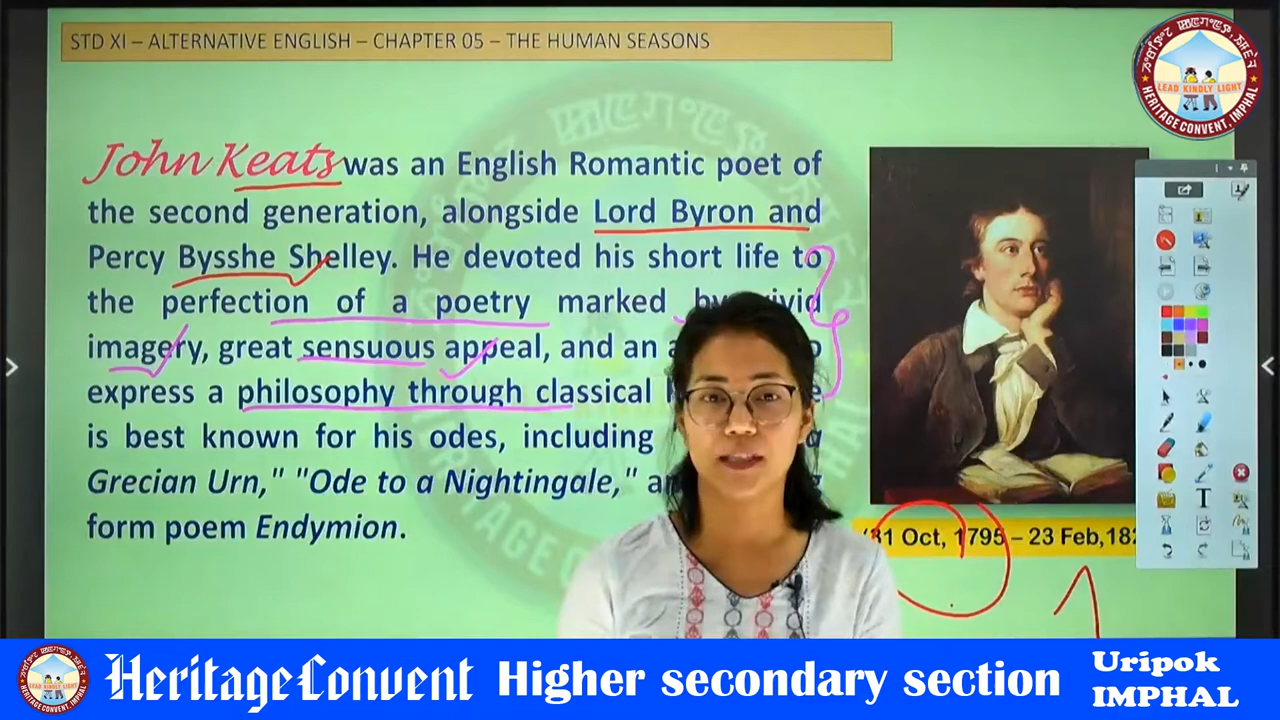 STD XI – ALTERNATIVE ENGLISH – CHAPTER 05 – THE HUMAN SEASONS
LEAD KINDLY LIGHT
HERITAGE CONVENT, IMPHAL
John Keats was an English Romantic poet of
the second generation, alongside Lord Byron and
Percy Bysshe Shelley. He devoted his short life to
the perfection of a poetry marked by vivid
imagery, great sensuous appeal, and an
express a philosophy through classical
is best known for his odes, including
Grecian Urn," "Ode to a Nightingale,"
form poem Endymion.
(31 Oct, 1795 – 23 Feb,182
Heritage Convent Higher secondary section
Uripok
IMPHAL